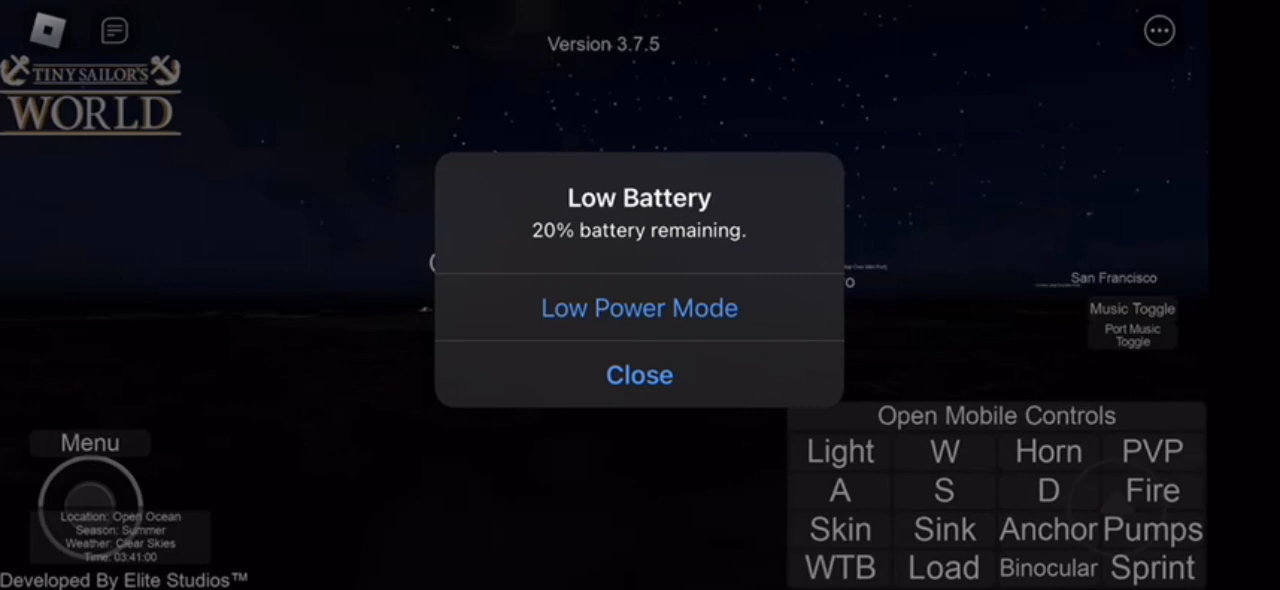 Version 3.7.5
TINY SAILOR'S
WORLD
Low Battery
20% battery remaining.
Low Power Mode
Close
San Francisco
Music Toggle
Port Music
Toggle
Open Mobile Controls
Light W Horn PVP
A S D Fire
Skin Sink Anchor Pumps
WTB Load Binocular Sprint
Menu
Location: Open Ocean
Season: Summer
Weather: Clear Skies
Time: 03:41:00
Developed By Elite Studios™